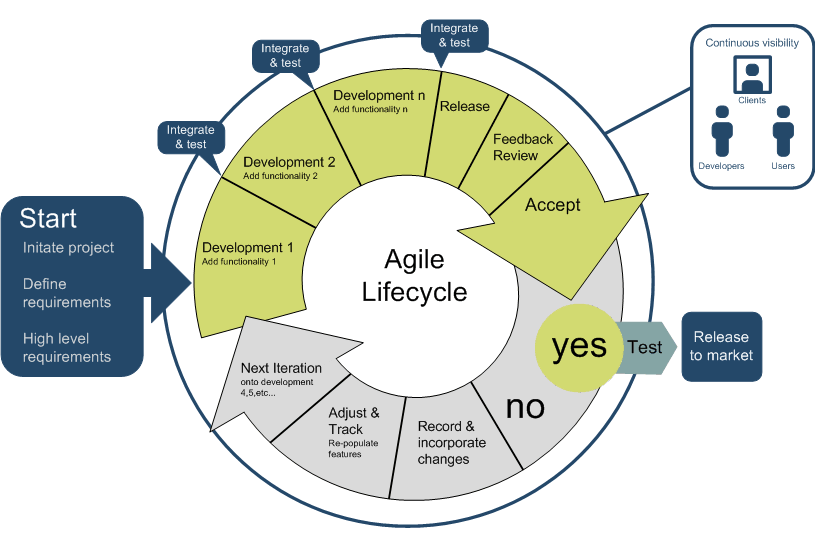 Integrate
& test
Integrate
& test
Integrate
& test
Continuous visibility
Clients
Developers
Users
Start
Initate project
Define
requirements
High level
requirements
Development 1
Add functionality 1
Development 2
Add functionality 2
Development n
Add functionality n
Release
Feedback
Review
Accept
Agile
Lifecycle
yes
Test
Release
to market
no
Record &
incorporate
changes
Adjust &
Track
Re-populate
features
Next Iteration
onto development
4,5,etc...